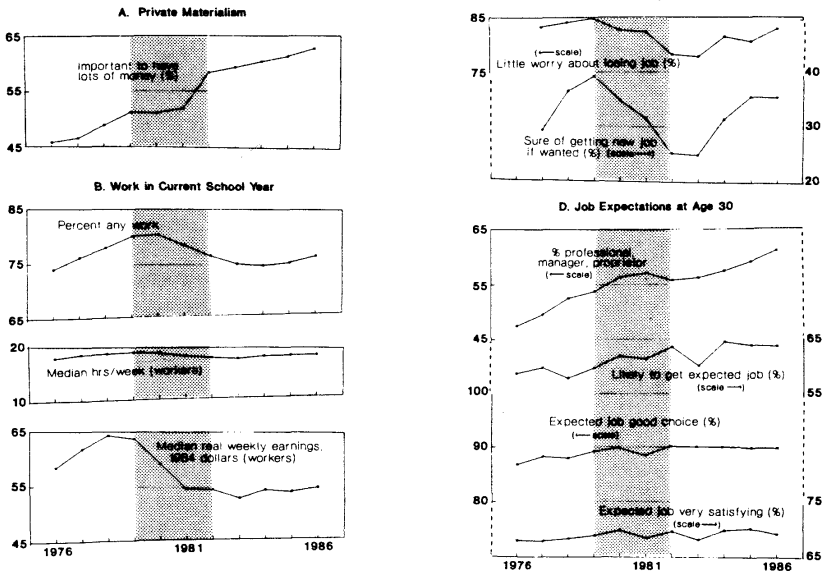 A. Private Materialism
65
55
45
Important to have
lots of money (%)
B. Work in Current School Year
85
75
65
Percent any work
20
10
Median hrs/week (workers)
65
55
45
Median real weekly earnings,
1984 dollars (workers)
1976
1981
1986
85
75
(←scale)
Little worry about losing job (%)
Sure of getting new job
if wanted (%) (scale→)
40
30
20
D. Job Expectations at Age 30
65
55
45
% professional
manager, proprietor
(←scale)
65
55
Likely to get expected job (%)
(scale→)
100
90
80
Expected job good choice (%)
(←scale)
Expected job very satisfying (%)
(scale→)
75
65
1976
1981
1986